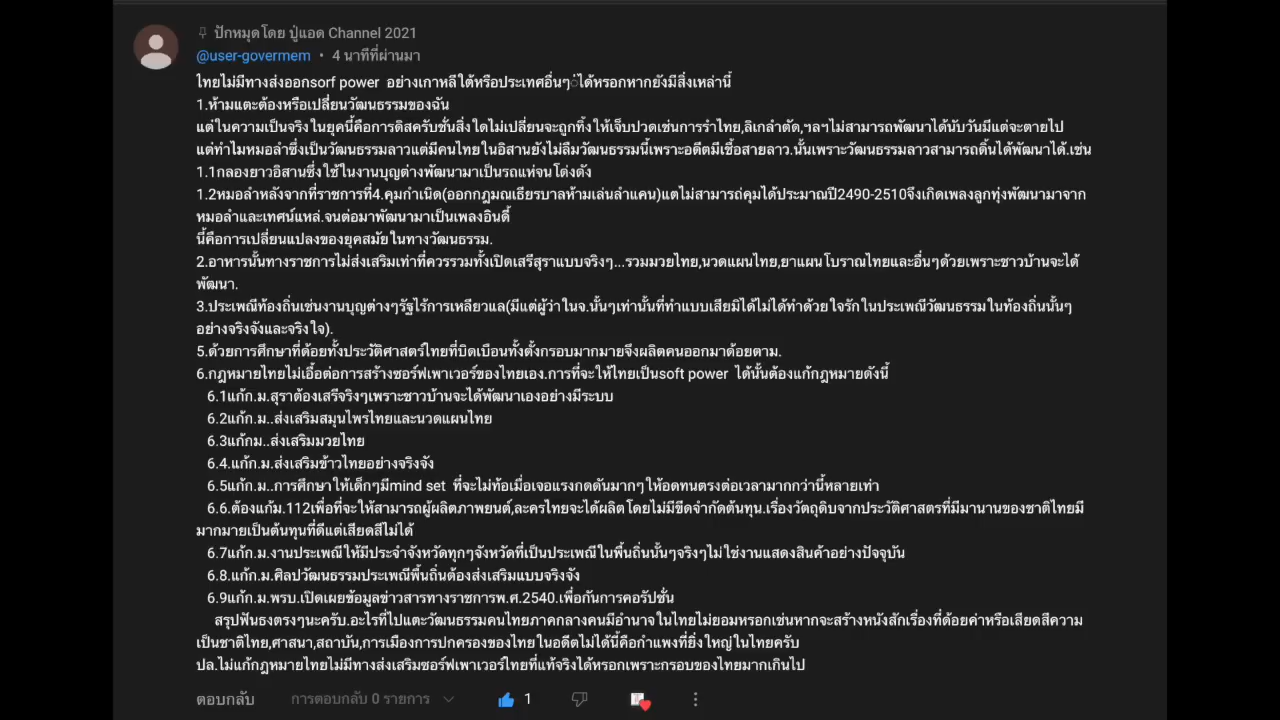 ปักหมุดโดย ปู่แอด Channel 2021
@user-govermem • 4 นาทีที่ผ่านมา
ไทยไม่มีทางส่งออกsorf power อย่างเกาหลีใต้หรือประเทศอื่นๆ่ได้หรอกหากยังมีสิ่งเหล่านี้
1.ห้ามแตะต้องหรือเปลี่ยนวัฒนธรรมของฉัน
แต่ในความเป็นจริงในยุคนี้คือการดิสครับชั่นสิ่งใดไม่เปลี่ยนจะถูกทิ้งให้เจ็บปวดเช่นการรำไทย,ลิเกลำตัด,ฯลฯไม่สามารถพัฒนาได้นับวันมีแต่จะตายไป
แต่ทำไมหมอลำซึ่งเป็นวัฒนธรรมลาวแต่มีคนไทยในอิสานยังไม่ลืมวัฒนธรรมนี้เพราะอดีตมีเชื้อสายลาว.นั้นเพราะวัฒนธรรมลาวสามารถดิ้นได้พัฒนาได้.เช่น
1.1กลองยาวอิสานซึ่งใช้ในงานบุญต่างพัฒนามาเป็นรถแห่จนโด่งดัง
1.2หมอลำหลังจากที่ราชการที่4.คุมกำเนิด(ออกกฎมณเธียรบาลห้ามเล่นลำแคน)แตไม่สามารถ่คุมได้ประมาณปี2490-2510จึงเกิดเพลงลูกทุ่งพัฒนามาจาก
หมอลำและเทศน์แหล่.จนต่อมาพัฒนามาเป็นเพลงอินดี้
นี้คือการเปลี่ยนแปลงของยุคสมัยในทางวัฒนธรรม.
2.อาหารนั้นทางราชการไม่ส่งเสริมเท่าที่ควรรวมทั้งเปิดเสรีสุราแบบจริงๆ...รวมมวยไทย,นวดแผนไทย,ยาแผนโบราณไทยและอื่นๆด้วยเพราะชาวบ้านจะได้
พัฒนา.
3.ประเพณีท้องถิ่นเช่นงานบุญต่างๆรัฐไร้การเหลียวแล(มีแต่ผู้ว่าในจ.นั้นๆเท่านั้นที่ทำแบบเสียมิได้ไม่ได้ทำด้วยใจรักในประเพณีวัฒนธรรมในท้องถิ่นนั้นๆ
อย่างจริงจังและจริงใจ).
5.ด้วยการศึกษาที่ด้อยทั้งประวัติศาสตร์ไทยที่บิดเบือนทั้งตั้งกรอบมากมายจึงผลิตคนออกมาด้อยตาม.
6.กฎหมายไทยไม่เอื้อต่อการสร้างซอร์ฟเพาเวอร์ของไทยเอง.การที่จะให้ไทยเป็นsoft power ได้นั้นต้องแก้กฎหมายดังนี้
6.1แก้ก.ม.สุราต้องเสรีจริงๆเพราะชาวบ้านจะได้พัฒนาเองอย่างมีระบบ
6.2แก้ก.ม..ส่งเสริมสมุนไพรไทยและนวดแผนไทย
6.3แก้กม..ส่งเสริมมวยไทย
6.4.แก้ก.ม.ส่งเสริมข้าวไทยอย่างจริงจัง
6.5แก้ก.ม..การศึกษาให้เด็กๆมีmind set ที่จะไม่ท้อเมื่อเจอแรงกดดันมากๆให้อดทนตรงต่อเวลามากกว่านี้หลายเท่า
6.6.ต้องแก้ม.112เพื่อที่จะให้สามารถผู้ผลิตภาพยนต์,ละครไทยจะได้ผลิตโดยไม่มีขีดจำกัดต้นทุน.เรื่องวัตถุดิบจากประวัติศาสตร์ที่มีมานานของชาติไทยมี
มากมายเป็นต้นทุนที่ดีแต่เสียดสีไม่ได้
6.7แก้ก.ม.งานประเพณีให้มีประจำจังหวัดทุกๆจังหวัดที่เป็นประเพณีในพื้นถิ่นนั้นๆจริงๆไม่ใช่งานแสดงสินค้าอย่างปัจจุบัน
6.8.แก้ก.ม.ศิลปวัฒนธรรมประเพณีพื้นถิ่นต้องส่งเสริมแบบจริงจัง
6.9แก้ก.ม.พรบ.เปิดเผยข้อมูลข่าวสารทางราชการพ.ศ.2540.เพื่อกันการคอรัปชั่น
สรุปฟันธงตรงๆนะครับ.อะไรที่ไปแตะวัฒนธรรมคนไทยภาคกลางคนมีอำนาจในไทยไม่ยอมหรอกเช่นหากจะสร้างหนังสักเรื่องที่ด้อยค่าหรือเสียดสีความ
เป็นชาติไทย,ศาสนา,สถาบัน,การเมืองการปกครองของไทยในอดีตไม่ได้นี้คือกำแพงที่ยิ่งใหญ่ในไทยครับ
ปล.ไม่แก้กฎหมายไทยไม่มีทางส่งเสริมซอร์ฟเพาเวอร์ไทยที่แท้จริงได้หรอกเพราะกรอบของไทยมากเกินไป
ตอบกลับ การตอบกลับ 0 รายการ 1